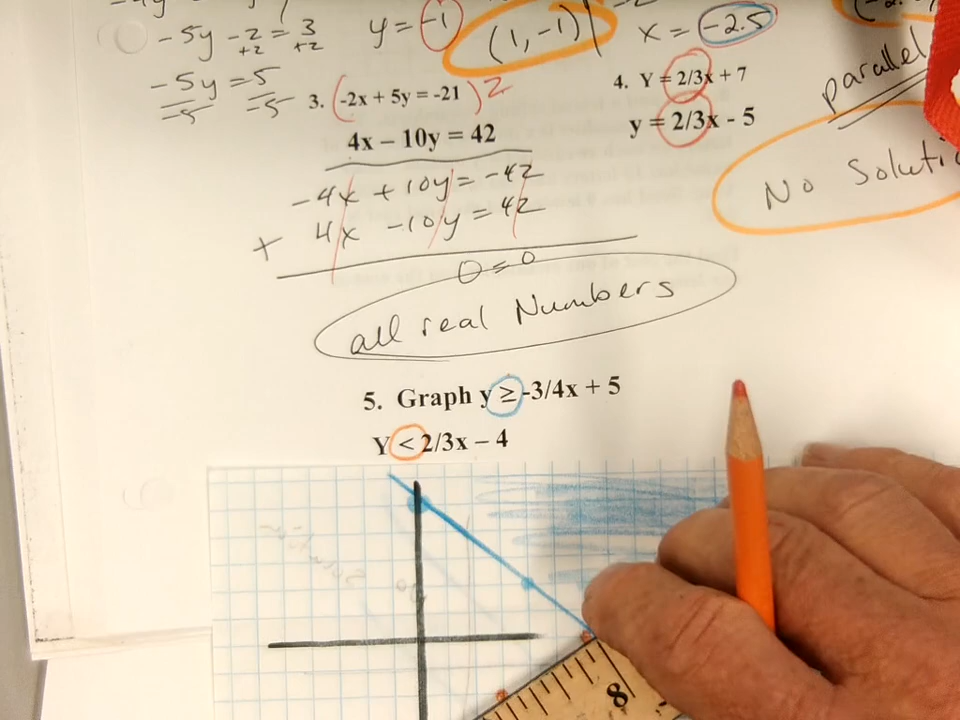 -5y -2 = 3
+2 +2
y = -1
(1, -1)
x = -2.5
-5y = 5
-5 -5
3. (-2x + 5y = -21)2
4x – 10y = 42
-4x + 10y = -42
+ 4x -10y = 42
0 = 0
all real Numbers
4. Y = 2/3x + 7
y = 2/3x - 5
parallel
No Soluti
5. Graph y ≥ -3/4x + 5
Y < 2/3x – 4
8